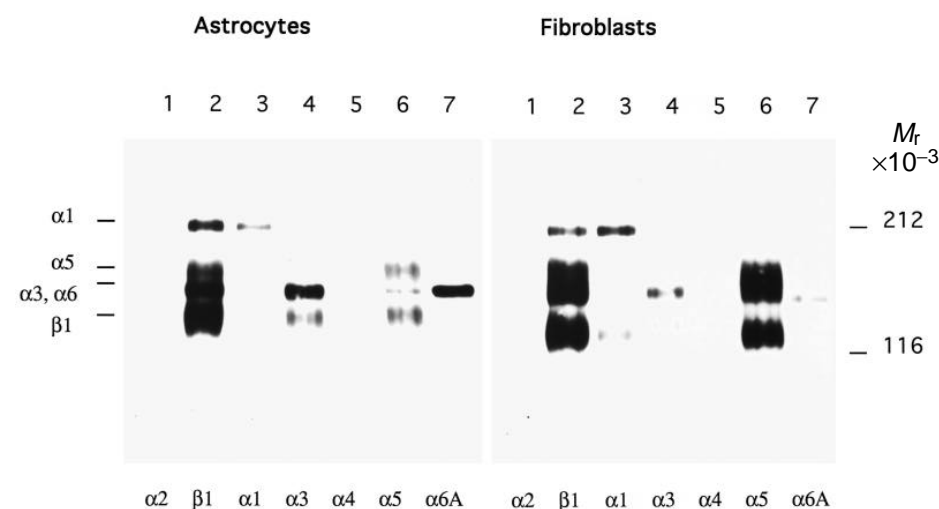 Astrocytes Fibroblasts
1 2 3 4 5 6 7 1 2 3 4 5 6 7
Mr
×10–3
α1 212
α5
α3, α6
β1
116
α2 β1 α1 α3 α4 α5 α6A α2 β1 α1 α3 α4 α5 α6A